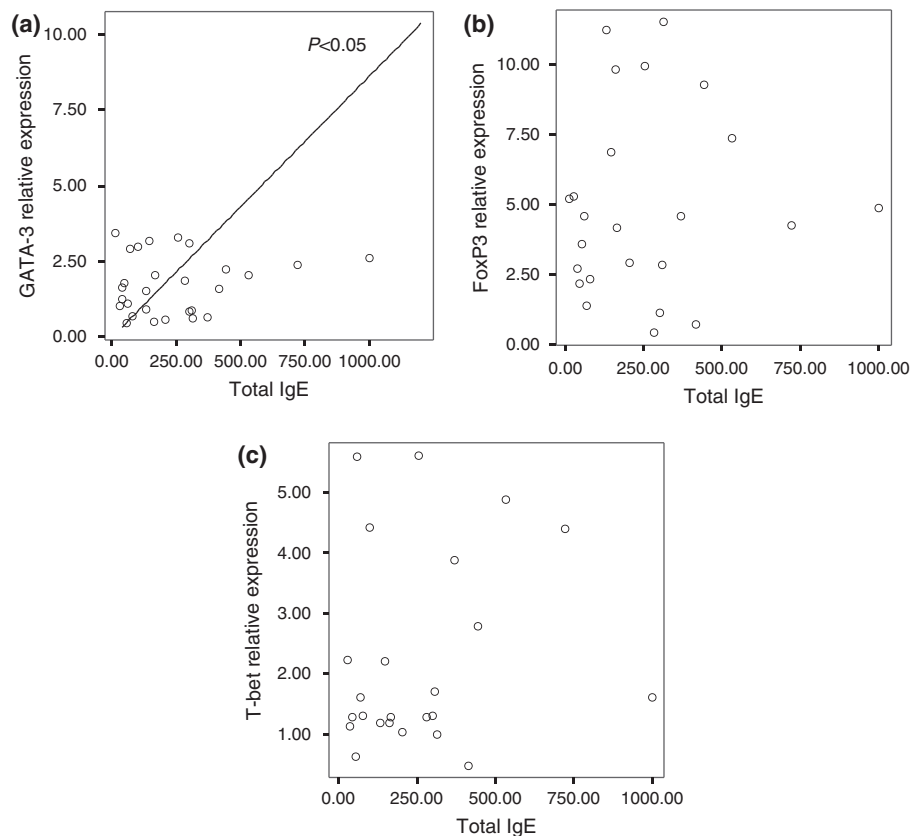 (a)
10.00
7.50
5.00
2.50
0.00
GATA-3 relative expression
P<0.05
0.00 250.00 500.00 750.00 1000.00
Total IgE
(b)
10.00
7.50
5.00
2.50
0.00
FoxP3 relative expression
0.00 250.00 500.00 750.00 1000.00
Total IgE
(c)
5.00
4.00
3.00
2.00
1.00
T-bet relative expression
0.00 250.00 500.00 750.00 1000.00
Total IgE